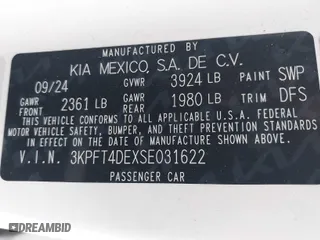 MANUFACTURED BY
KIA MEXICO, S.A. DE C.V.
09/24 GVWR 3924 LB PAINT SWP
GAWR FRONT 2361 LB GAWR REAR 1980 LB TRIM DFS
THIS VEHICLE CONFORMS TO ALL APPLICABLE U.S. FEDERAL
MOTOR VEHICLE SAFETY, BUMPER, AND THEFT PREVENTION
STANDARDS IN EFFECT ON THE DATE OF MANUFACTURE SHOWN ABOVE.
V.I.N. 3KPFT4DEXSE031622
PASSENGER CAR
© DREAMBID
DREAMBID.COM